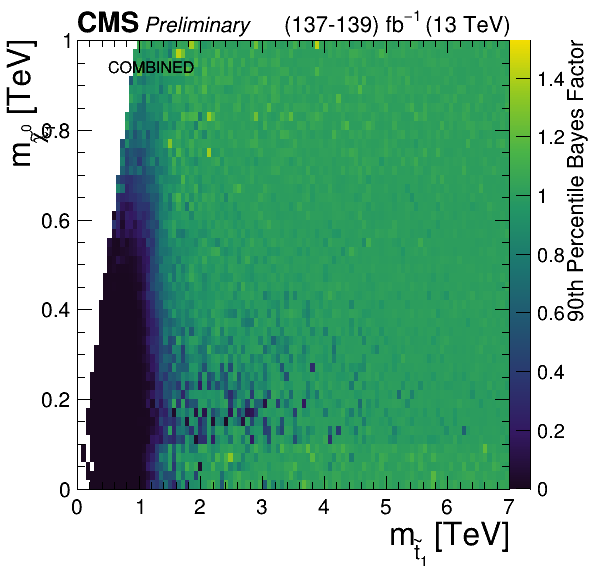 CMS Preliminary (137-139) fb⁻¹ (13 TeV)
COMBINED
m_χ̃⁰₁ [TeV]
1
0.8
0.6
0.4
0.2
0
0 1 2 3 4 5 6 7
m_t̃₁ [TeV]
1.4
1.2
1
0.8
0.6
0.4
0.2
0
90th Percentile Bayes Factor